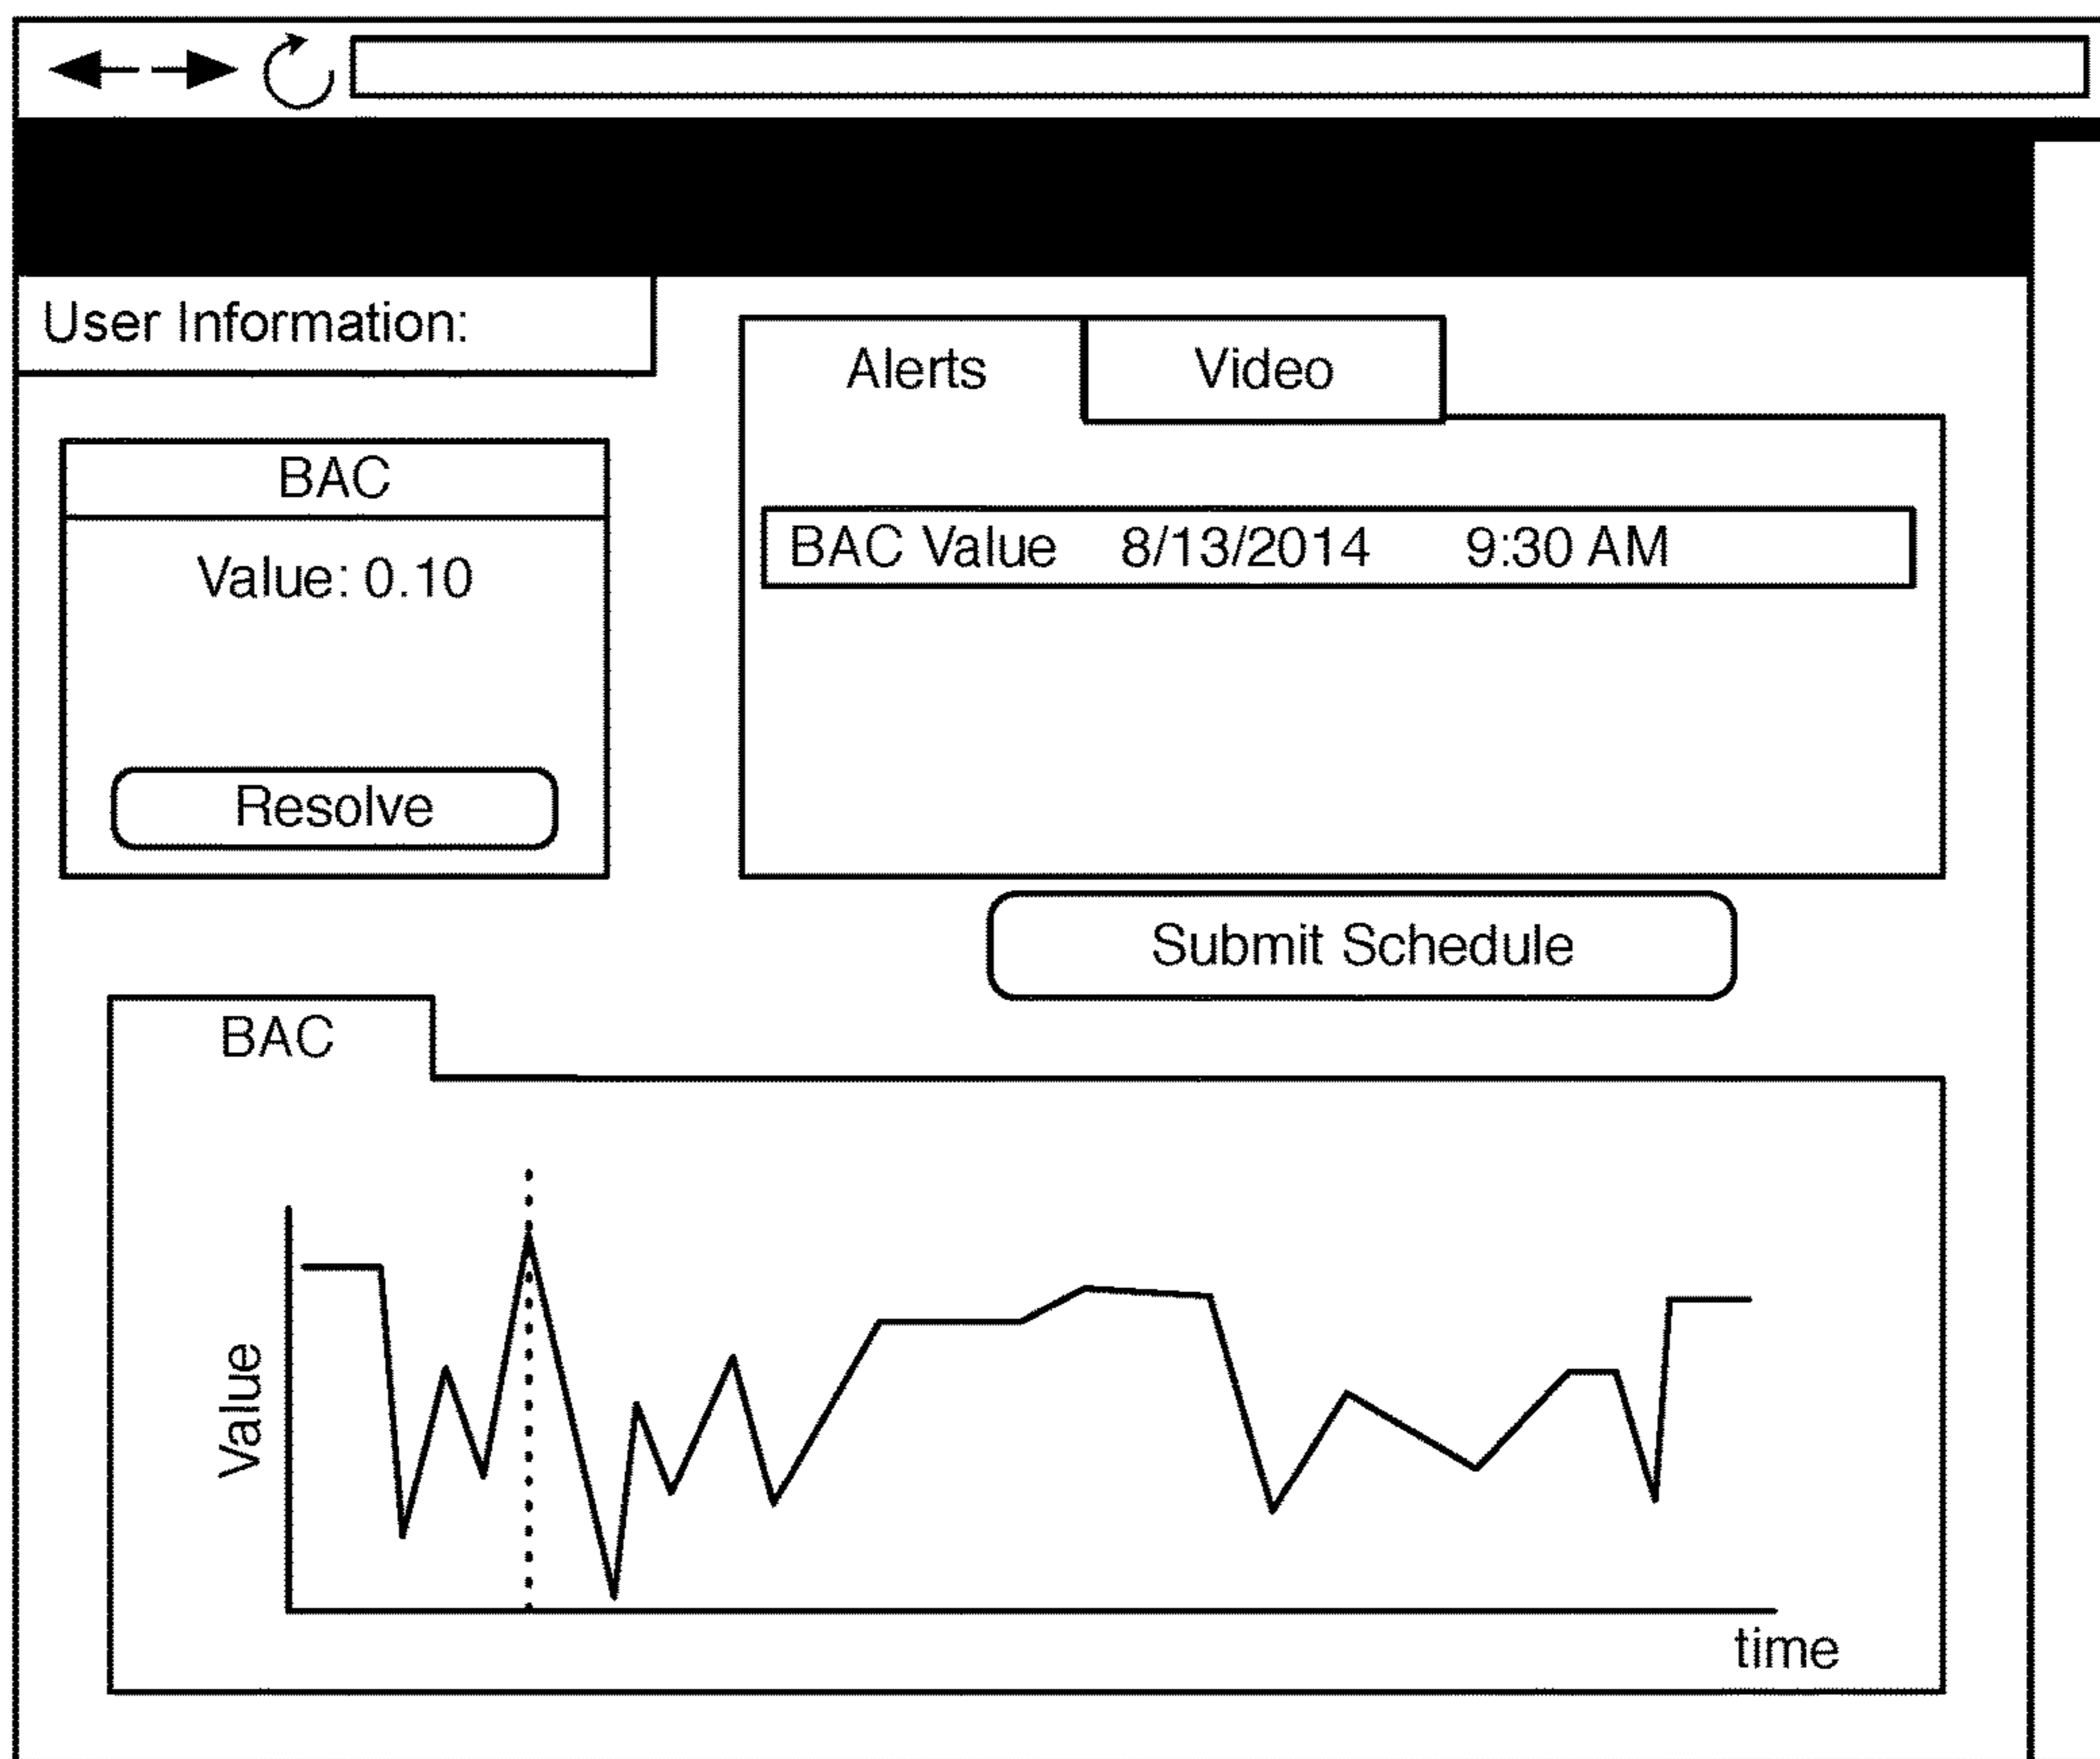 User Information:
Alerts
Video
BAC
Value: 0.10
Resolve
BAC Value 8/13/2014 9:30 AM
Submit Schedule
BAC
Value
time